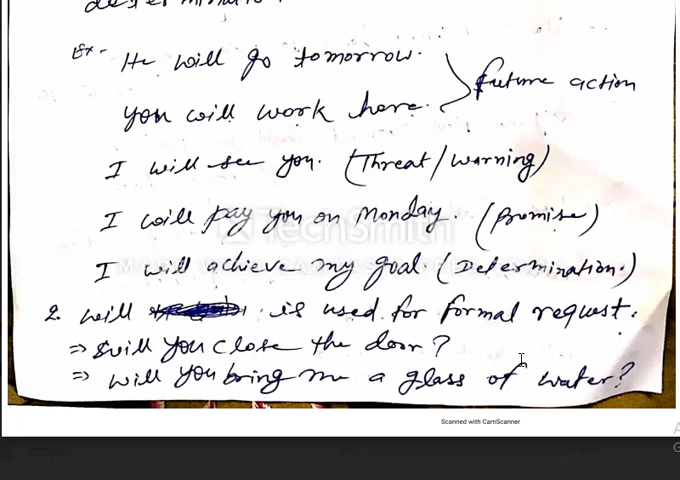 determinat
Ex- He will go tomorrow.
You will work here. } future action
I will see you. (Threat/warning)
I will pay you on Monday. (promise)
TechSmith
I will achieve my goal. (Determination.)
2. will is used for formal request.
⇒ will you close the door?
⇒ will you bring me a glass of water?
Scanned with CamScanner